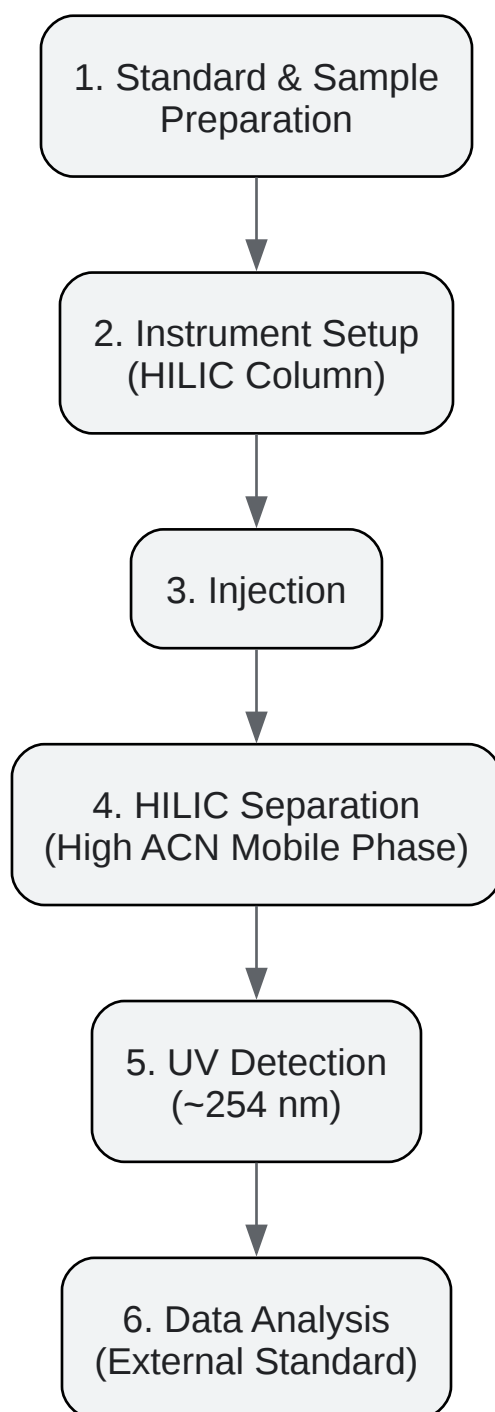 1. Standard & Sample
Preparation
2. Instrument Setup
(HILIC Column)
3. Injection
4. HILIC Separation
(High ACN Mobile Phase)
5. UV Detection
(~254 nm)
6. Data Analysis
(External Standard)